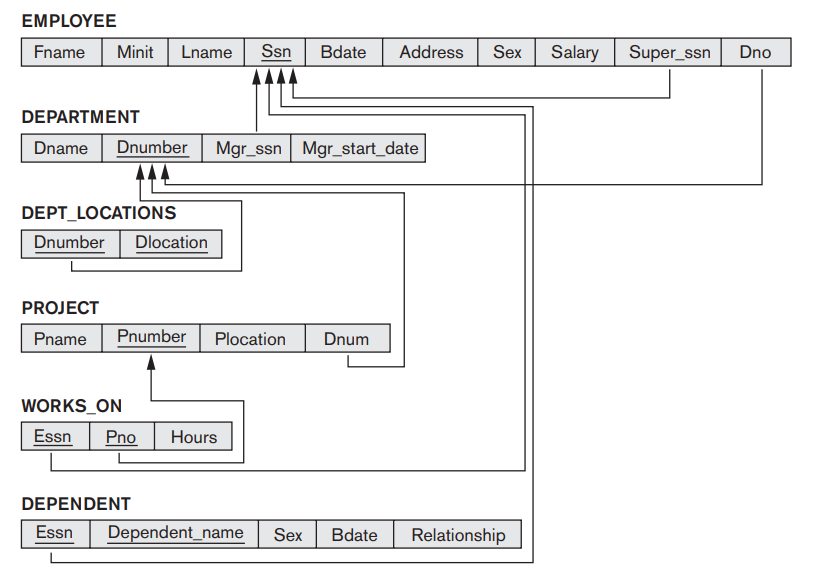 EMPLOYEE
Fname Minit Lname Ssn Bdate Address Sex Salary Super_ssn Dno
DEPARTMENT
Dname Dnumber Mgr_ssn Mgr_start_date
DEPT_LOCATIONS
Dnumber Dlocation
PROJECT
Pname Pnumber Plocation Dnum
WORKS_ON
Essn Pno Hours
DEPENDENT
Essn Dependent_name Sex Bdate Relationship